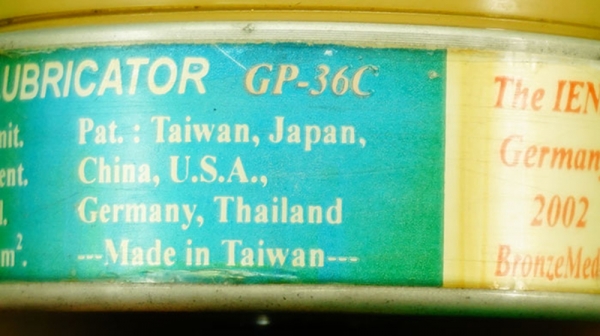 UBRICATOR GP-36C
Pat. : Taiwan, Japan,
China, U.S.A.,
Germany, Thailand
---Made in Taiwan---
nit.
ent.
m².
The IEN
German
2002
BronzeMed